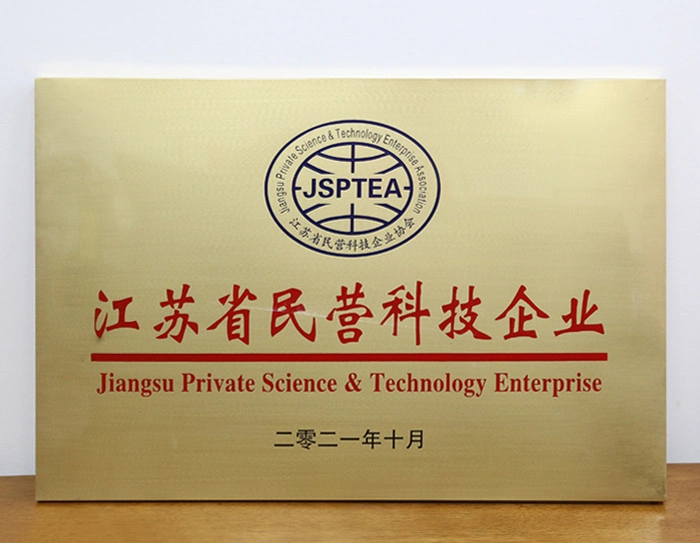 Jiangsu Private Science & Technology Enterprise Association
JSPTEA
江苏省民营科技企业协会
江苏省民营科技企业
Jiangsu Private Science & Technology Enterprise
二零二一年十月